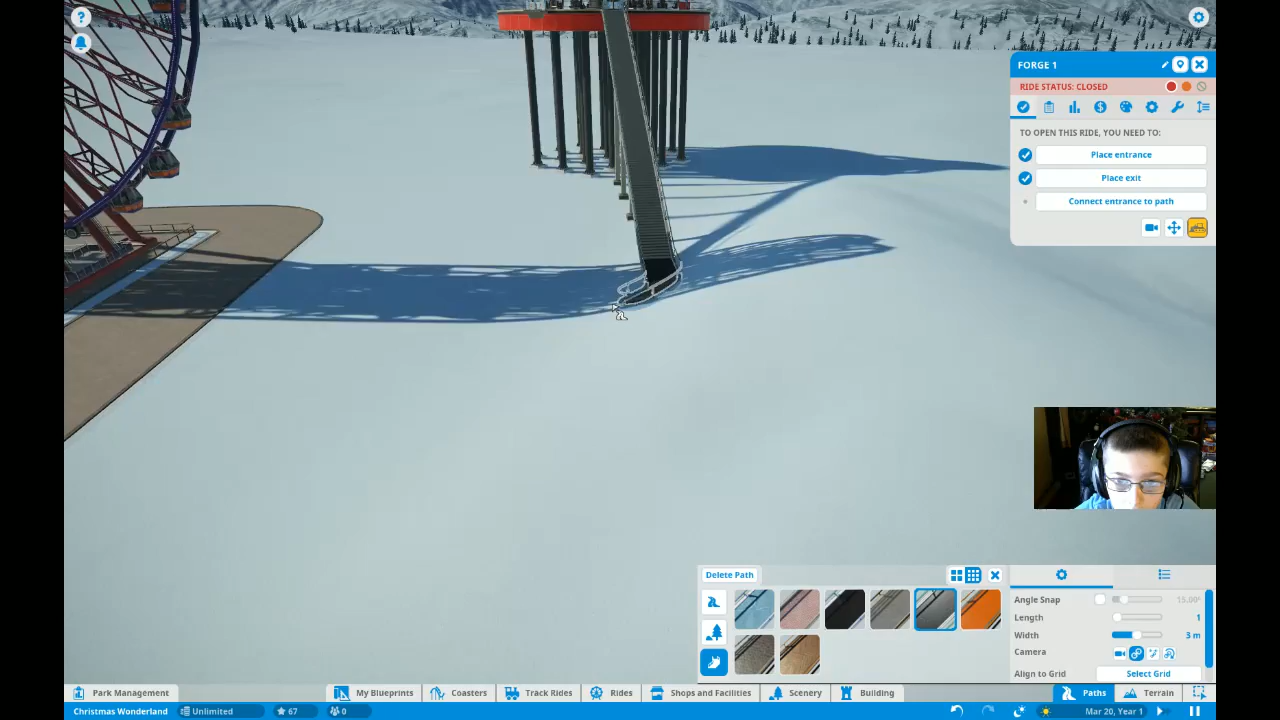 ?
FORGE 1
RIDE STATUS: CLOSED
TO OPEN THIS RIDE, YOU NEED TO:
Place entrance
Place exit
Connect entrance to path
Delete Path
Angle Snap 15.00°
Length 1
Width 3 m
Camera
Align to Grid Select Grid
Park Management My Blueprints Coasters Track Rides Rides Shops and Facilities Scenery Building Paths Terrain
Christmas Wonderland Unlimited 67 0 Mar 20, Year 1